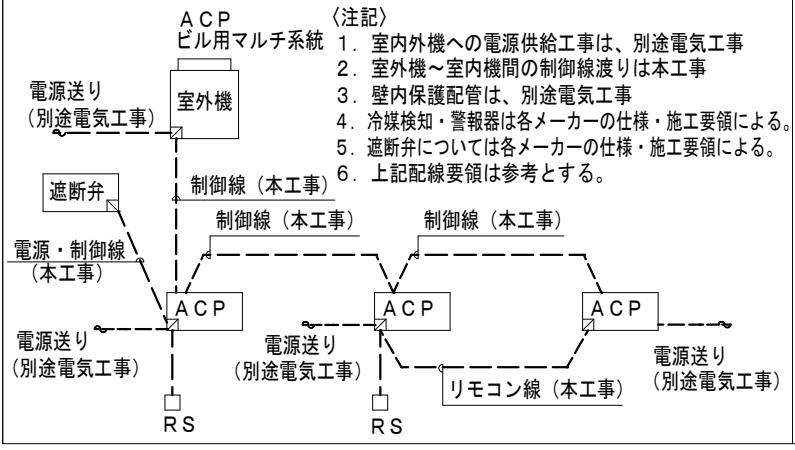 ACP
ビル用マルチ系統
〈注記〉
1. 室内外機への電源供給工事は、別途電気工事
2. 室外機～室内機間の制御線渡りは本工事
3. 壁内保護配管は、別途電気工事
4. 冷媒検知・警報器は各メーカーの仕様・施工要領による。
5. 遮断弁については各メーカーの仕様・施工要領による。
6. 上記配線要領は参考とする。
電源送り
(別途電気工事)
室外機
遮断弁
制御線（本工事）
制御線（本工事）
制御線（本工事）
電源・制御線
（本工事）
ACP
ACP
ACP
電源送り
(別途電気工事)
電源送り
(別途電気工事)
電源送り
(別途電気工事)
リモコン線（本工事）
RS
RS